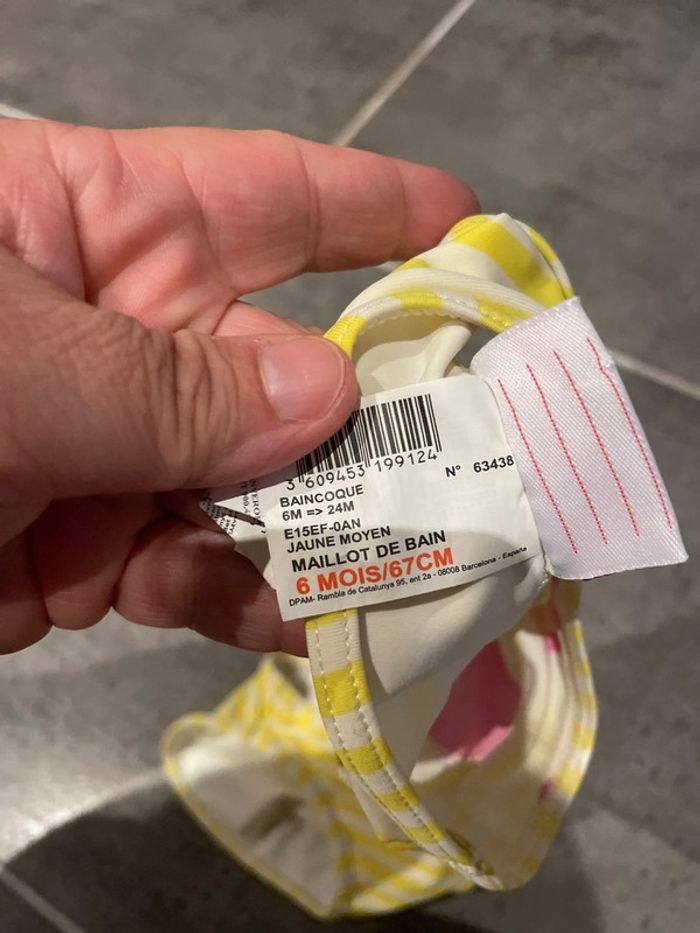 3 609453 199124
N° 63438
BAINCOQUE
6M => 24M
E15EF-0AN
JAUNE MOYEN
MAILLOT DE BAIN
6 MOIS/67CM
DPAM- Rambla de Catalunya 95, ent 2a - 08008 Barcelona - España